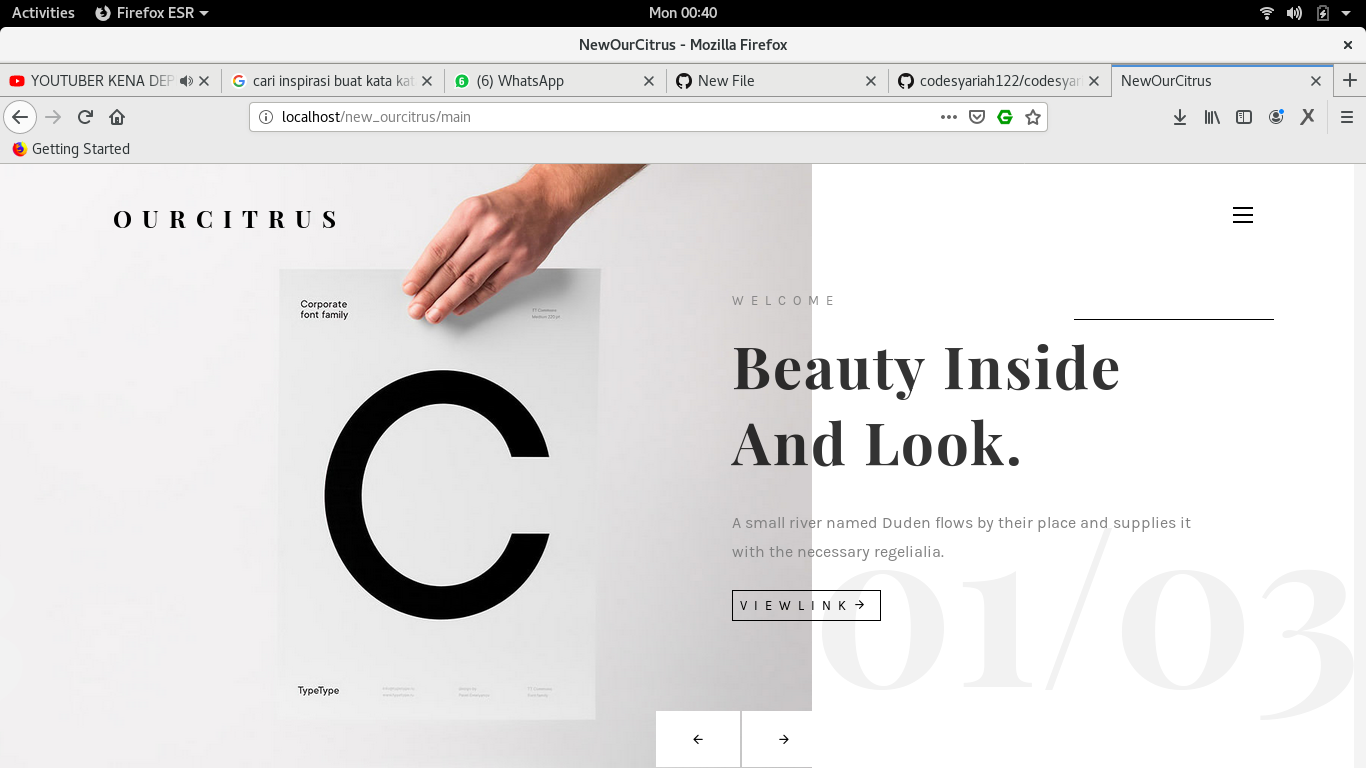 Activities Firefox ESR Mon 00:40
NewOurCitrus - Mozilla Firefox
YOUTUBER KENA DEP cari inspirasi buat kata kat (6) WhatsApp New File codesyariah122/codesyari NewOurCitrus
localhost/new_ourcitrus/main
Getting Started
OURCITRUS
Corporate
font family
WELCOME
Beauty Inside
And Look.
A small river named Duden flows by their place and supplies it
with the necessary regelialia.
VIEWLINK
01/03
TypeType